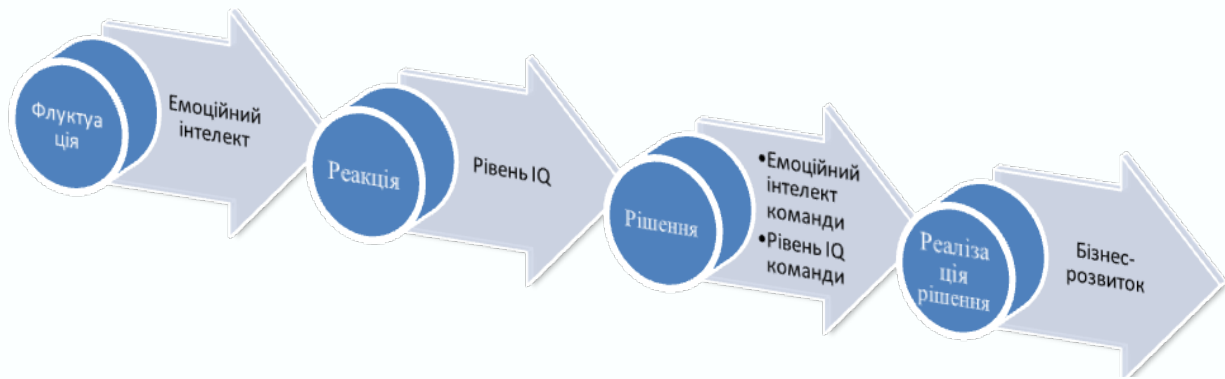 Флуктуа
ція
Емоційний
інтелект
Реакція
Рівень IQ
Рішення
•Емоційний
інтелект
команди
•Рівень IQ
команди
Реаліза
ція
рішення
Бізнес-
розвиток